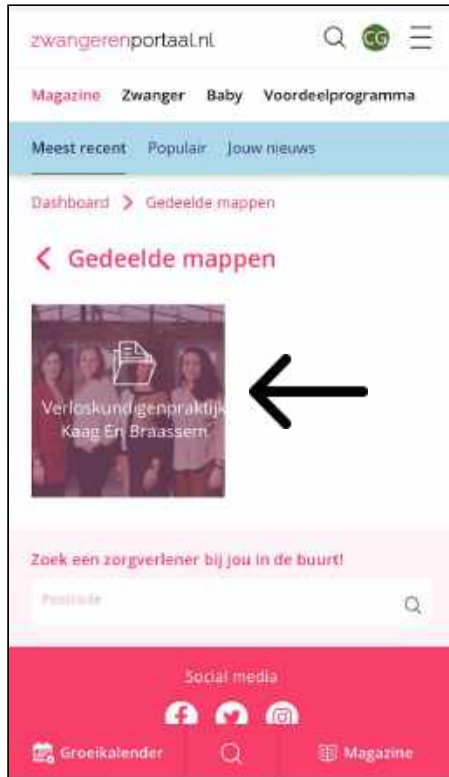 zwangerenportaal.nl CG
Magazine Zwanger Baby Voordeelprogramma
Meest recent Populair Jouw nieuws
Dashboard Gedeelde mappen
Gedeelde mappen
Verloskundigenpraktijk
Kaag En Braassem
Zoek een zorgverlener bij jou in de buurt!
Postcode
Social media
Groeikalender Magazine